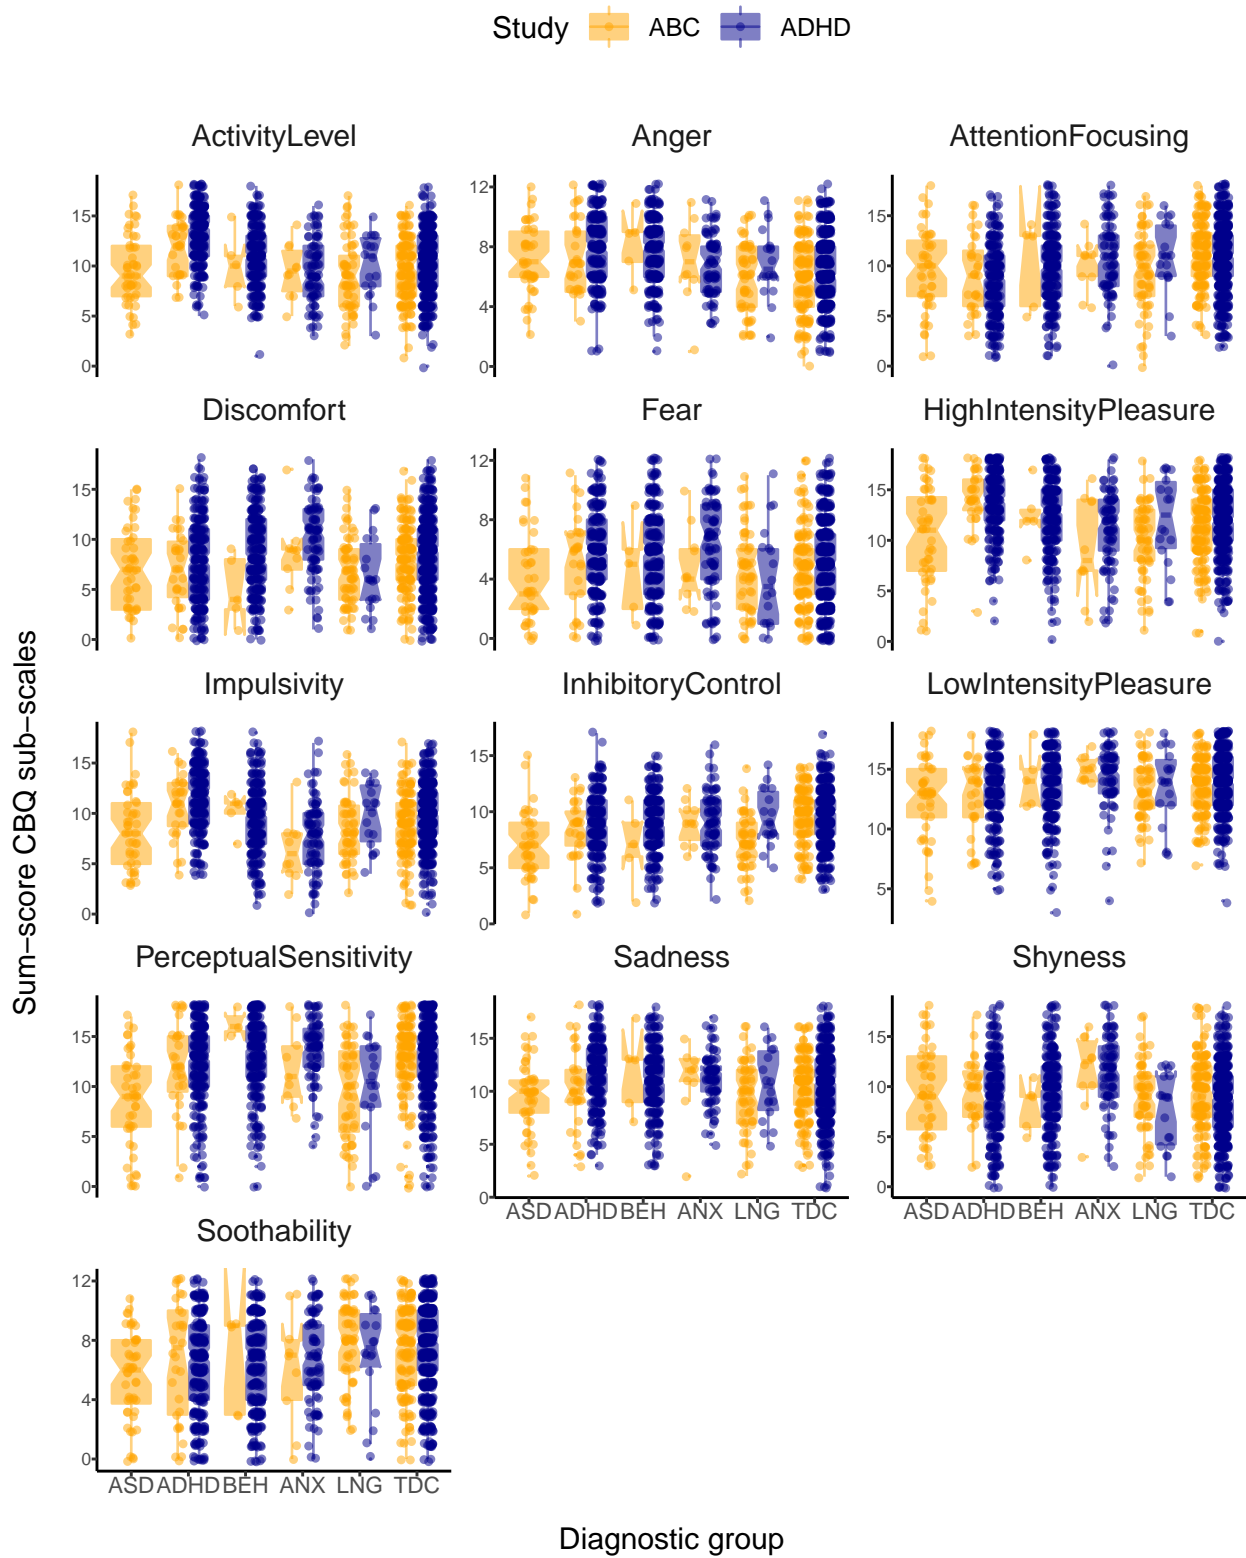 Study ABC ADHD
ActivityLevel Anger AttentionFocusing
15 10 5 0
12 8 4 0
15 10 5 0
Discomfort Fear HighIntensityPleasure
15 10 5 0
12 8 4 0
15 10 5 0
Impulsivity InhibitoryControl LowIntensityPleasure
15 10 5 0
15 10 5 0
15 10 5
PerceptualSensitivity Sadness Shyness
15 10 5 0
15 10 5 0
15 10 5 0
ASD ADHD BEH ANX LNG TDC
ASD ADHD BEH ANX LNG TDC
Soothability
12 8 4 0
ASD ADHD BEH ANX LNG TDC
Sum−score CBQ sub−scales
Diagnostic group